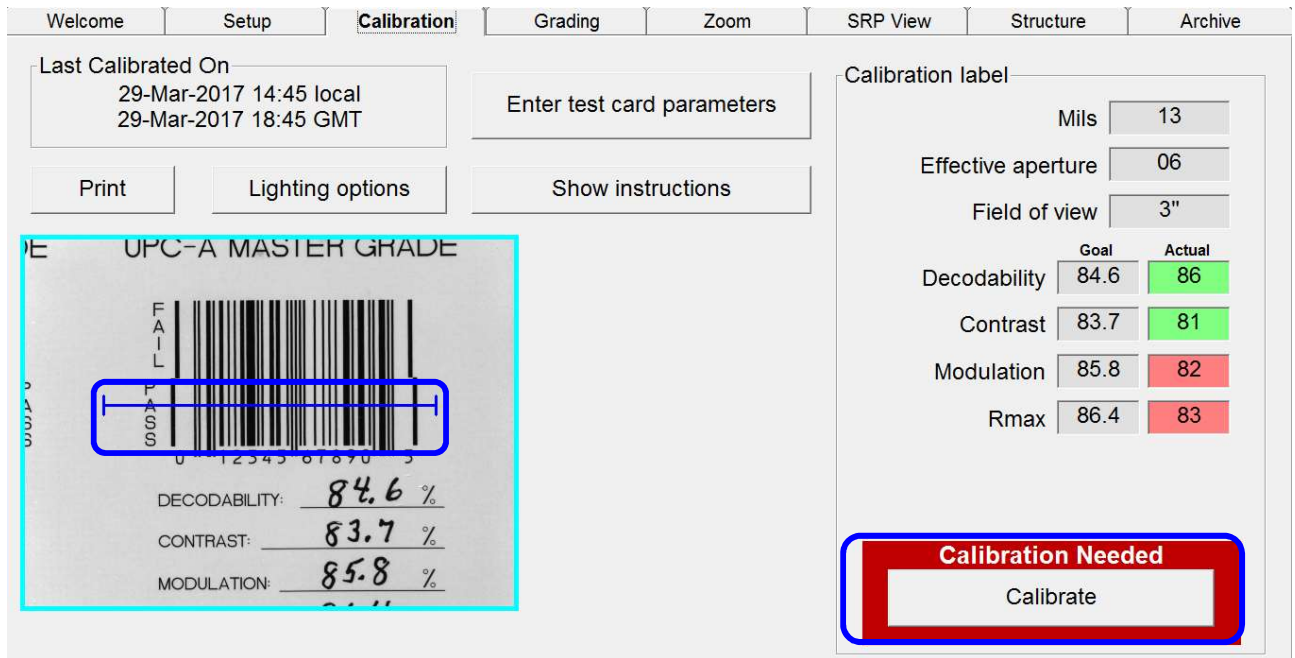 Welcome Setup Calibration Grading Zoom SRP View Structure Archive
Last Calibrated On
29-Mar-2017 14:45 local
29-Mar-2017 18:45 GMT
Enter test card parameters
Print Lighting options Show instructions
UPC-A MASTER GRADE
FAIL
PASS
0 12345 67890 5
DECODABILITY: 84.6 %
CONTRAST: 83.7 %
MODULATION: 85.8 %
Calibration label
Mils 13
Effective aperture 06
Field of view 3"
Goal Actual
Decodability 84.6 86
Contrast 83.7 81
Modulation 85.8 82
Rmax 86.4 83
Calibration Needed
Calibrate